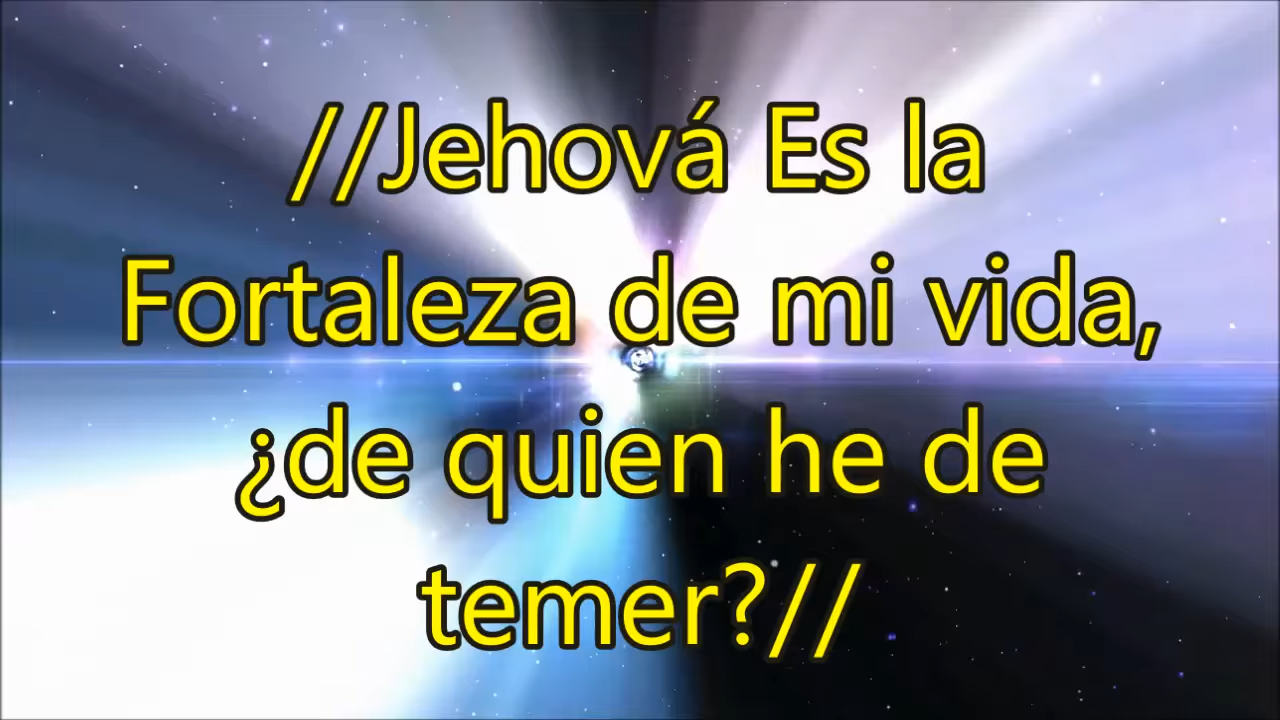 //Jehová Es la
Fortaleza de mi vida,
¿de quien he de
temer?//